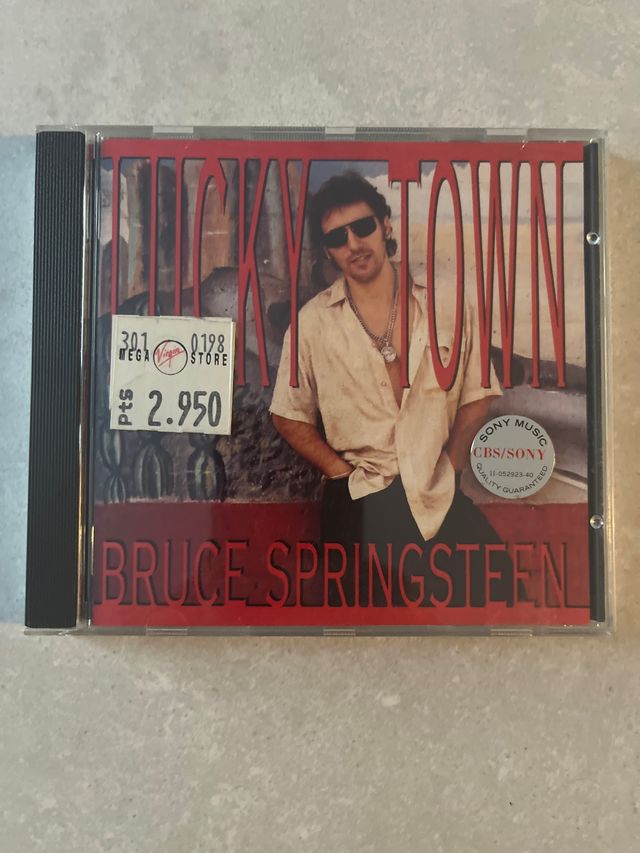 LUCKY TOWN
301 0198
MEGA Virgin STORE
Pts 2.950
SONY MUSIC
CBS/SONY
11-052923-40
QUALITY GUARANTEED
BRUCE SPRINGSTEEN